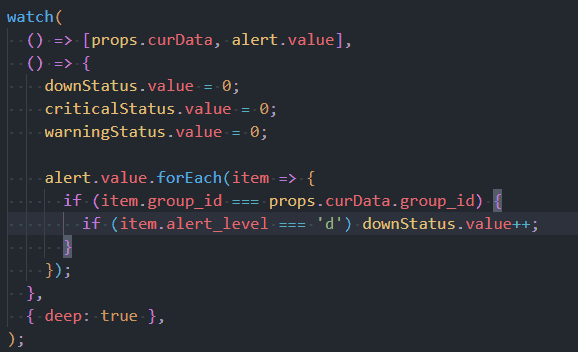 watch(
  () => [props.curData, alert.value],
  () => {
    downStatus.value = 0;
    criticalStatus.value = 0;
    warningStatus.value = 0;

    alert.value.forEach(item => {
      if (item.group_id === props.curData.group_id) {
        if (item.alert_level === 'd') downStatus.value++;
      }
    });
  },
  { deep: true },
);